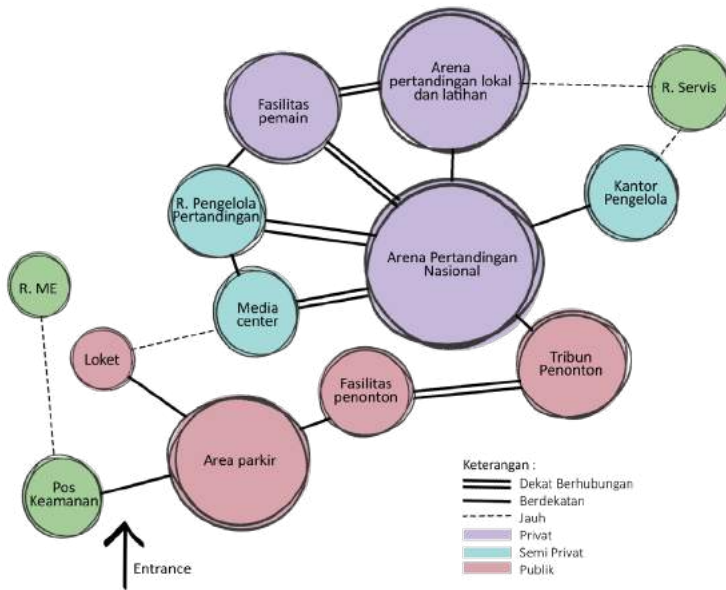 Arena
pertandingan lokal
dan latihan
Fasilitas
pemain
R. Servis
R. Pengelola
Pertandingan
Kantor
Pengelola
Arena Pertandingan
Nasional
R. ME
Media
center
Loket
Tribun
Penonton
Fasilitas
penonton
Area parkir
Pos
Keamanan
Entrance
Keterangan :
Dekat Berhubungan
Berdekatan
Jauh
Privat
Semi Privat
Publik